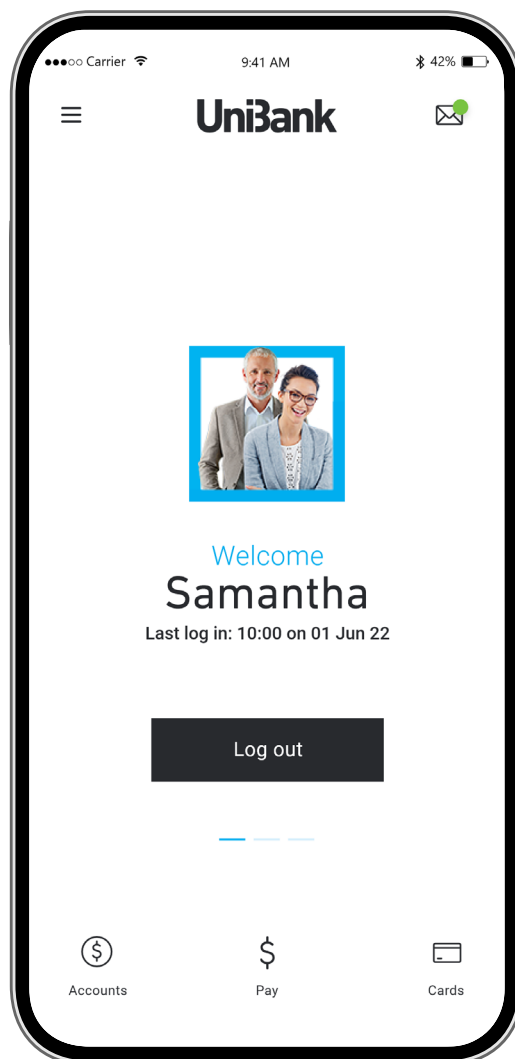 Carrier 9:41 AM 42%
UniBank
Welcome
Samantha
Last log in: 10:00 on 01 Jun 22
Log out
$ $
Accounts Pay Cards